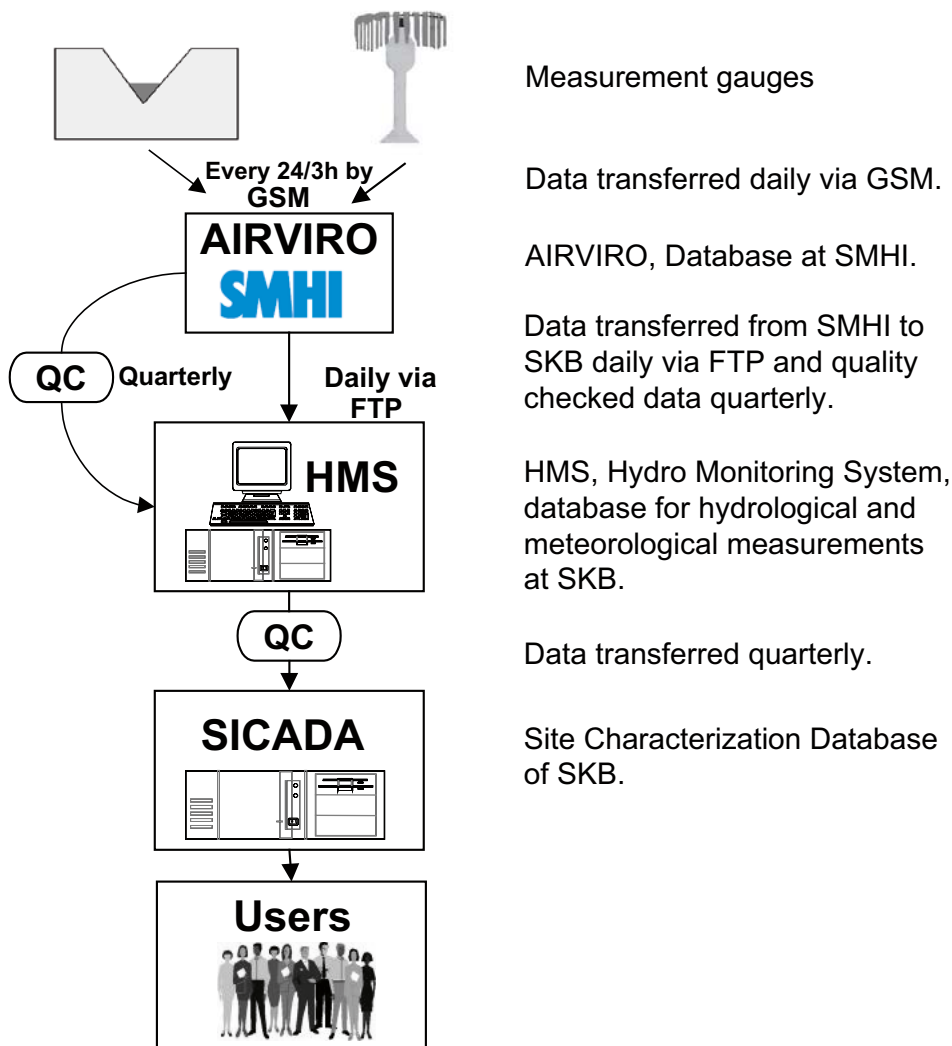 Measurement gauges
Every 24/3h by
GSM
Data transferred daily via GSM.
AIRVIRO
SMHI
AIRVIRO, Database at SMHI.
QC
Quarterly
Daily via
FTP
Data transferred from SMHI to
SKB daily via FTP and quality
checked data quarterly.
HMS
HMS, Hydro Monitoring System,
database for hydrological and
meteorological measurements
at SKB.
QC
Data transferred quarterly.
SICADA
Site Characterization Database
of SKB.
Users